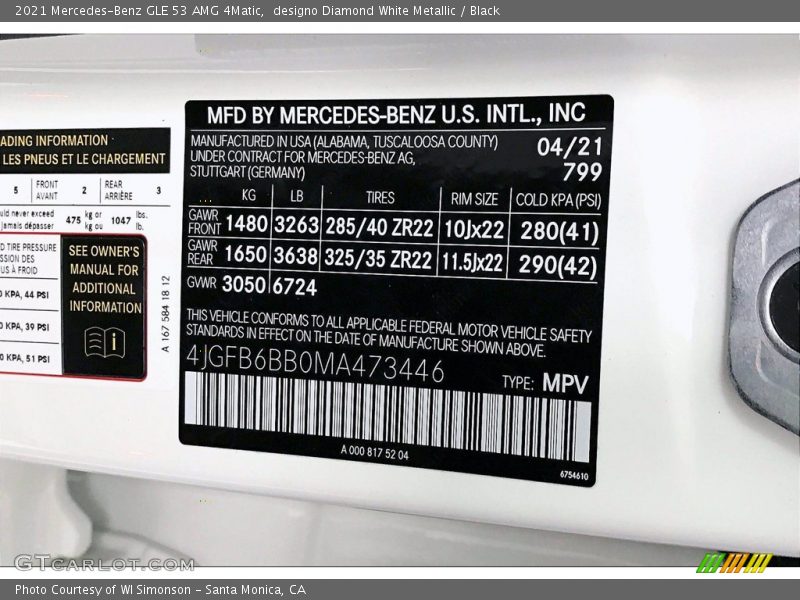 2021 Mercedes-Benz GLE 53 AMG 4Matic,  designo Diamond White Metallic / Black
ADING INFORMATION
LES PNEUS ET LE CHARGEMENT
5 FRONT AVANT 2 REAR ARRIÈRE 3
uld never exceed
jamais dépasser 475 kg or kg ou 1047 lbs. lb.
D TIRE PRESSURE
SSION DES
US À FROID
0 KPA, 44 PSI
0 KPA, 39 PSI
0 KPA, 51 PSI
SEE OWNER'S
MANUAL FOR
ADDITIONAL
INFORMATION
i
A 167 584 18 12
MFD BY MERCEDES-BENZ U.S. INTL., INC
MANUFACTURED IN USA (ALABAMA, TUSCALOOSA COUNTY)
UNDER CONTRACT FOR MERCEDES-BENZ AG,
STUTTGART (GERMANY)
04/21
799
KG LB TIRES RIM SIZE COLD KPA (PSI)
GAWR FRONT 1480 3263 285/40 ZR22 10Jx22 280(41)
GAWR REAR 1650 3638 325/35 ZR22 11.5Jx22 290(42)
GVWR 3050 6724
THIS VEHICLE CONFORMS TO ALL APPLICABLE FEDERAL MOTOR VEHICLE SAFETY
STANDARDS IN EFFECT ON THE DATE OF MANUFACTURE SHOWN ABOVE.
4JGFB6BB0MA473446
TYPE: MPV
A 000 817 52 04
6754610
GTCARLOT.COM
Photo Courtesy of WI Simonson - Santa Monica, CA